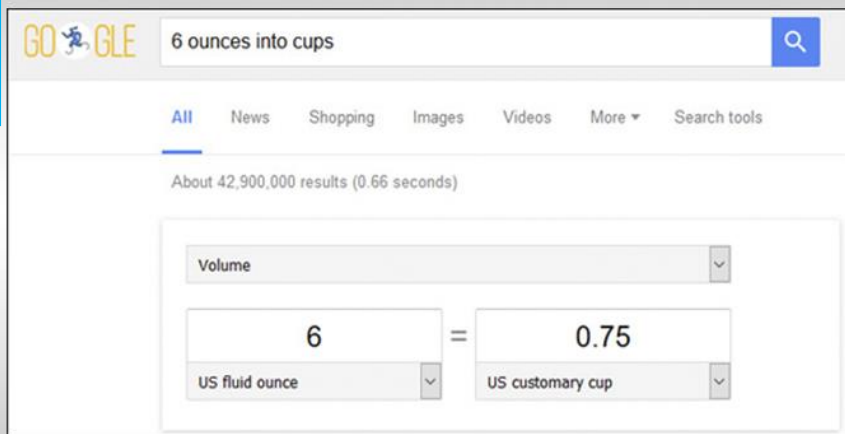 GO GLE 6 ounces into cups
All News Shopping Images Videos More Search tools
About 42,900,000 results (0.66 seconds)
Volume
6 = 0.75
US fluid ounce US customary cup